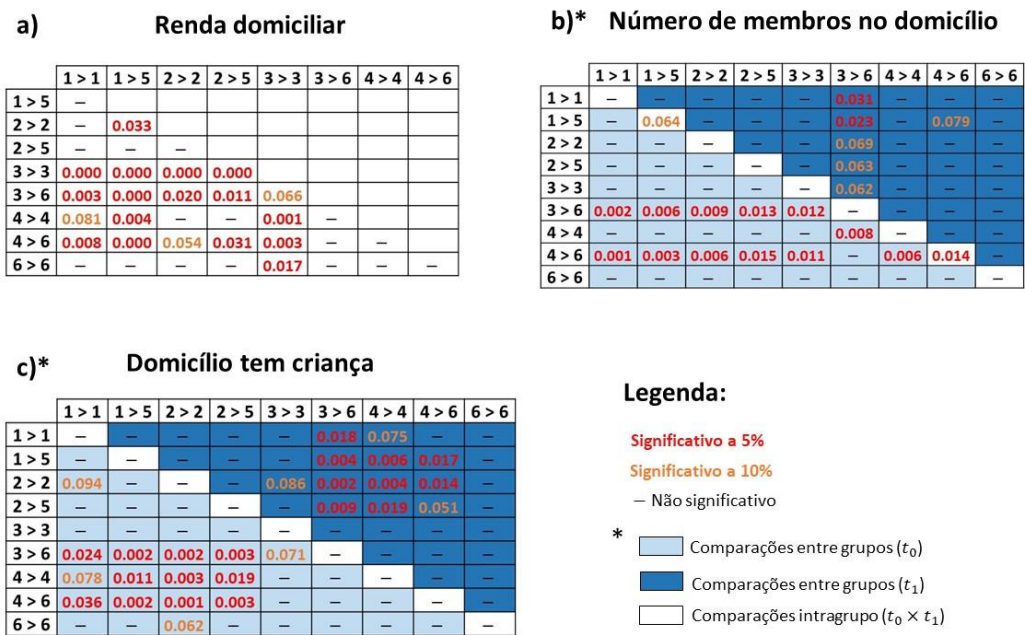 a) Renda domiciliar
1 > 1 1 > 5 2 > 2 2 > 5 3 > 3 3 > 6 4 > 4 4 > 6
1 > 5 –
2 > 2 – 0.033
2 > 5 – – –
3 > 3 0.000 0.000 0.000 0.000
3 > 6 0.003 0.000 0.020 0.011 0.066
4 > 4 0.081 0.004 – – 0.001 –
4 > 6 0.008 0.000 0.054 0.031 0.003 – –
6 > 6 – – – – 0.017 – – –
b)* Número de membros no domicílio
1 > 1 1 > 5 2 > 2 2 > 5 3 > 3 3 > 6 4 > 4 4 > 6 6 > 6
1 > 1 – – – – – 0.031 – – –
1 > 5 – 0.064 – – – 0.023 – 0.079 –
2 > 2 – – – – – 0.069 – – –
2 > 5 – – – – – 0.063 – – –
3 > 3 – – – – – 0.062 – – –
3 > 6 0.002 0.006 0.009 0.013 0.012 – – – –
4 > 4 – – – – – 0.008 – – –
4 > 6 0.001 0.003 0.006 0.015 0.011 – 0.006 0.014 –
6 > 6 – – – – – – – – –
c)* Domicílio tem criança
1 > 1 1 > 5 2 > 2 2 > 5 3 > 3 3 > 6 4 > 4 4 > 6 6 > 6
1 > 1 – – – – – 0.018 0.075 – –
1 > 5 – – – – – 0.004 0.006 0.017 –
2 > 2 0.094 – – – 0.086 0.002 0.004 0.014 –
2 > 5 – – – – – 0.009 0.019 0.051 –
3 > 3 – – – – – – – – –
3 > 6 0.024 0.002 0.002 0.003 0.071 – – – –
4 > 4 0.078 0.011 0.003 0.019 – – – – –
4 > 6 0.036 0.002 0.001 0.003 – – – – –
6 > 6 – – 0.062 – – – – – –
Legenda:
Significativo a 5%
Significativo a 10%
– Não significativo
* Comparações entre grupos (t₀)
Comparações entre grupos (t₁)
Comparações intragrupo (t₀ × t₁)